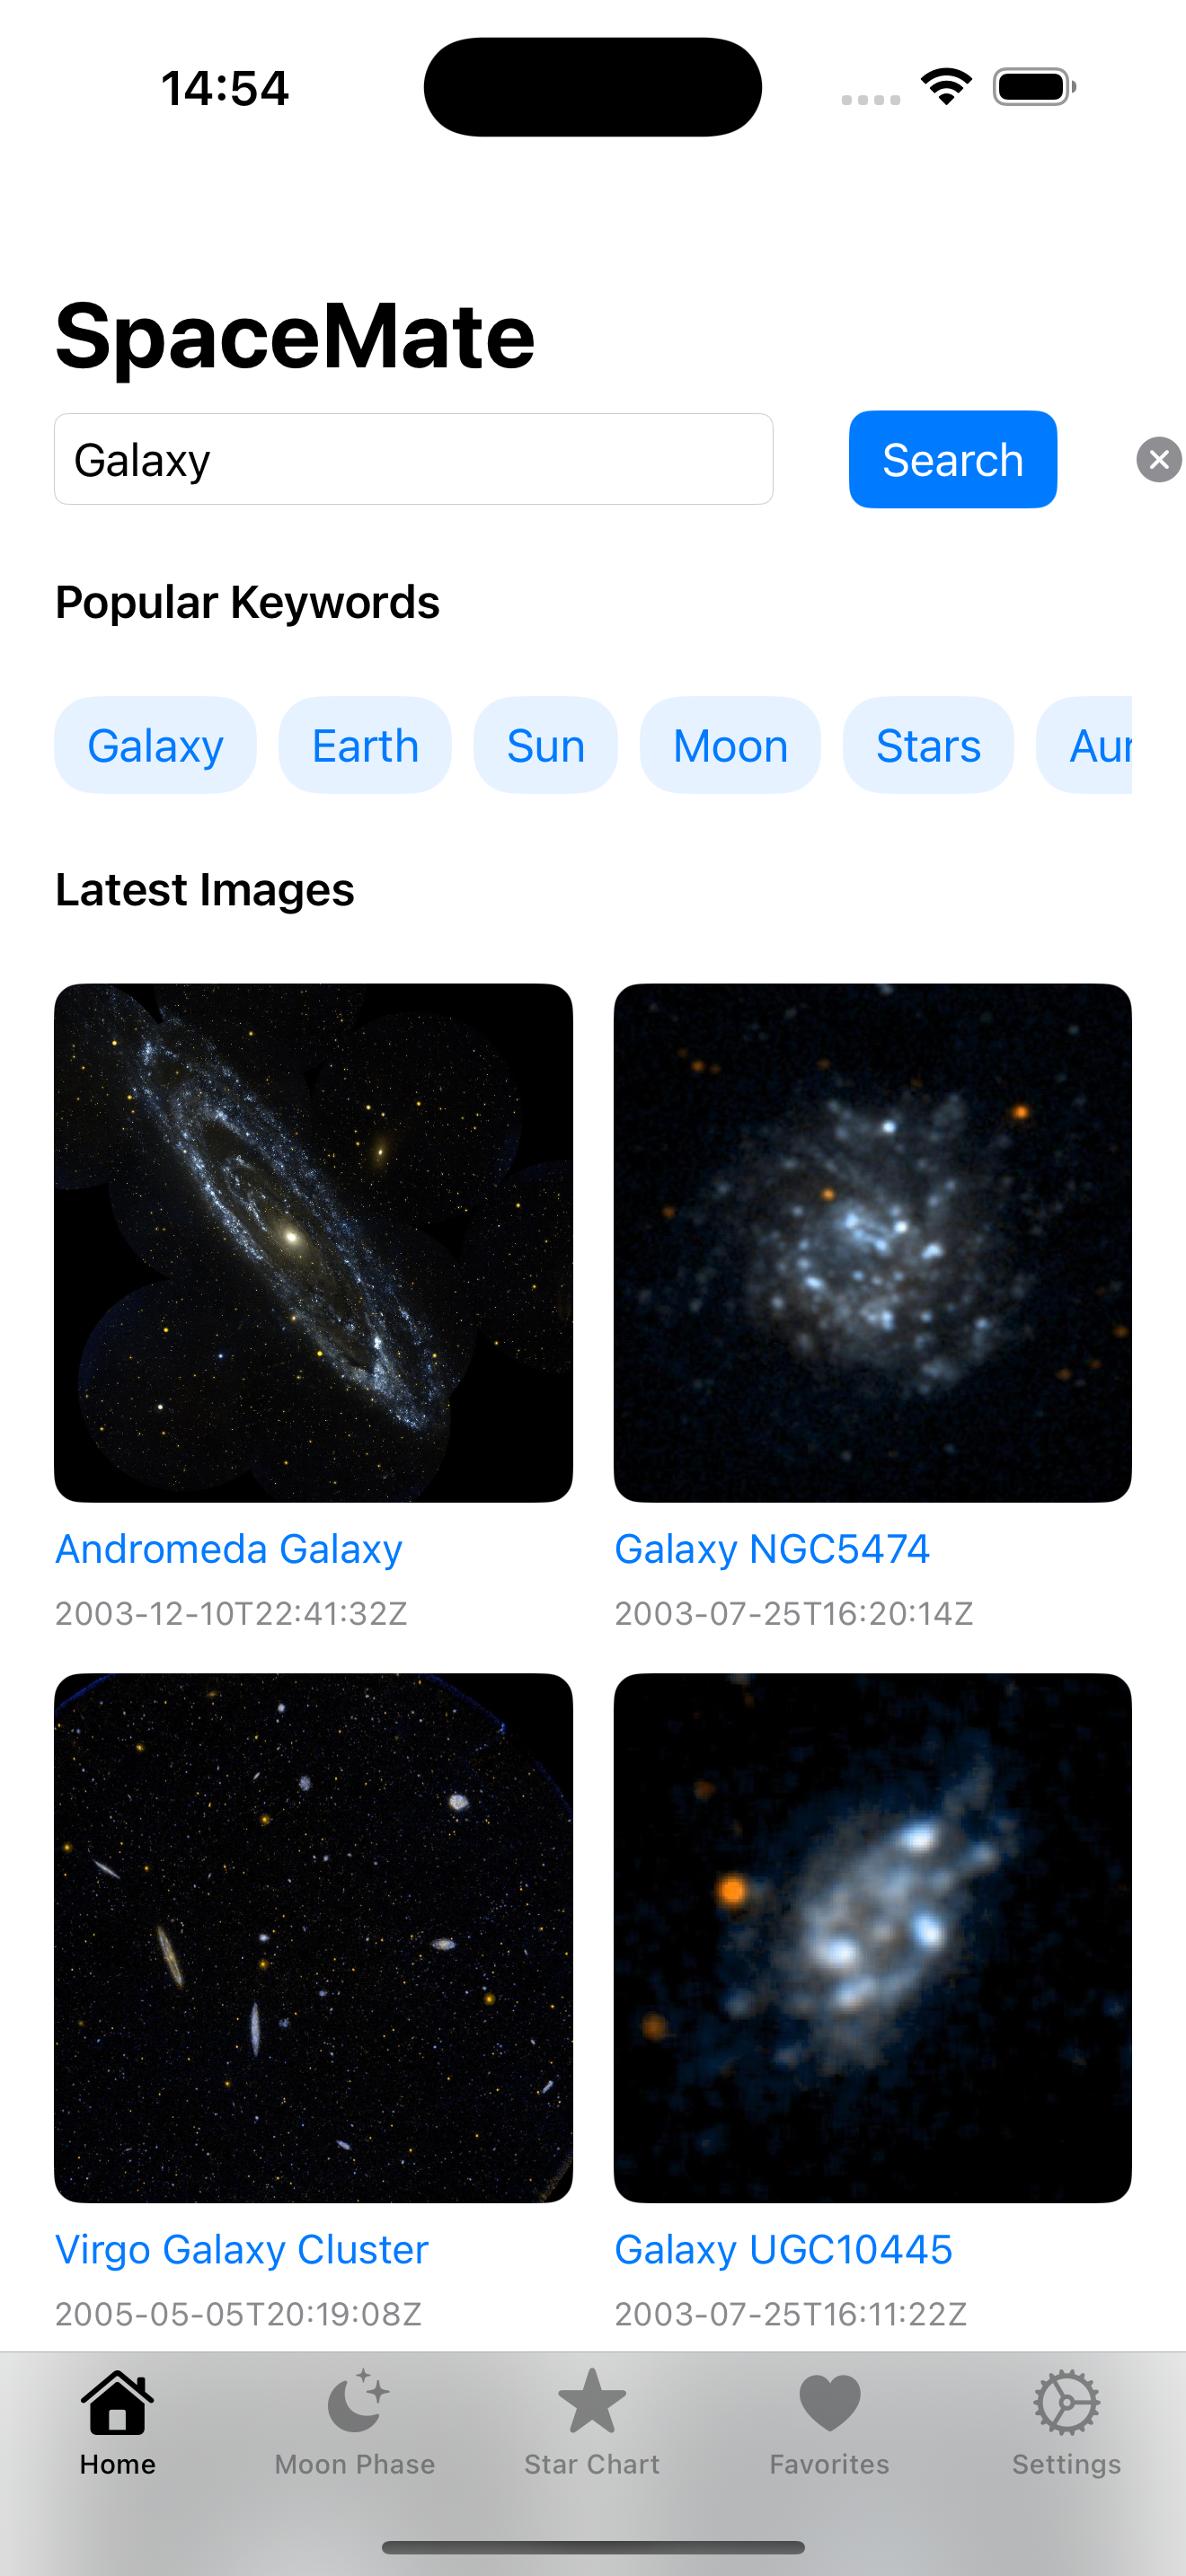 14:54
SpaceMate
Galaxy
Search
Popular Keywords
Galaxy Earth Sun Moon Stars Aur
Latest Images
Andromeda Galaxy Galaxy NGC5474
2003-12-10T22:41:32Z 2003-07-25T16:20:14Z
Virgo Galaxy Cluster Galaxy UGC10445
2005-05-05T20:19:08Z 2003-07-25T16:11:22Z
Home Moon Phase Star Chart Favorites Settings